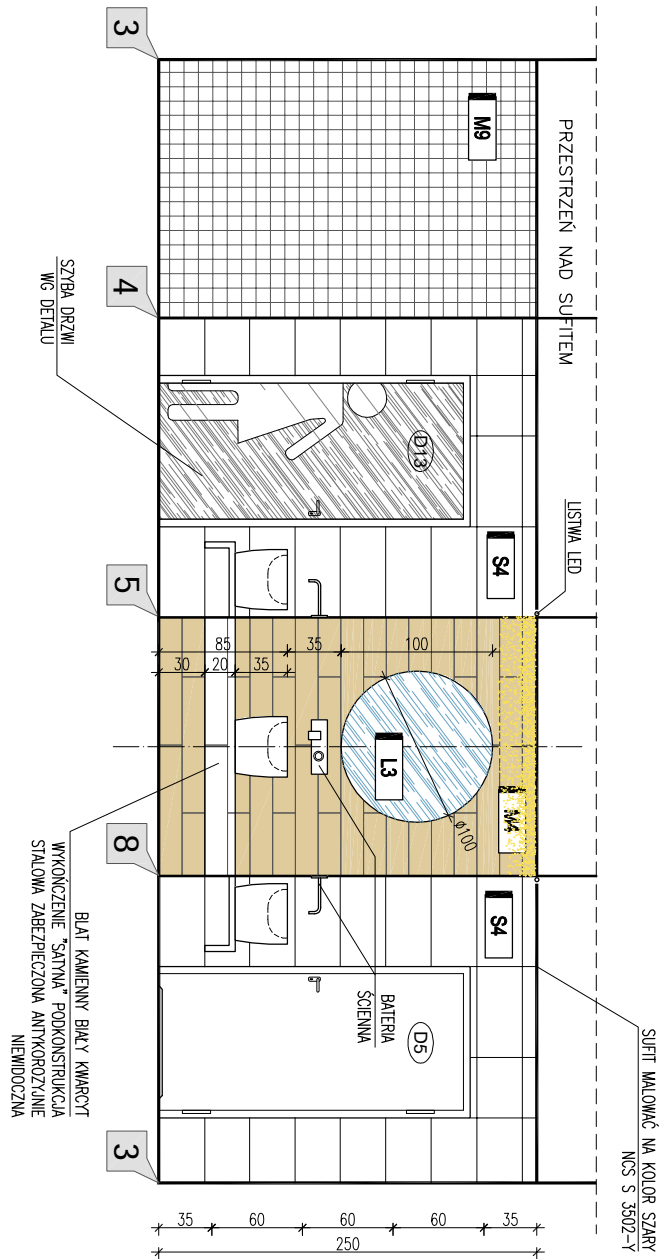 PRZESTRZEŃ NAD SUFITEM
LISTWA LED
SUFIT MALOWAĆ NA KOLOR SZARY
NCS S 3502-Y
M9
S4
M4
S4
D13
L3
D5
100
Ø100
35
85
35
20
30
BATERIA
ŚCIENNA
35
60
60
60
35
250
3
4
5
8
3
SZYBA DRZWI
WG DETALU
BLAT KAMIENNY BIAŁY KWARCYT
WYKOŃCZENIE "SATYNA" PODKONSTRUKCJA
STALOWA ZABEZPIECZONA ANTYKOROZYJNIE
NIEWIDOCZNA